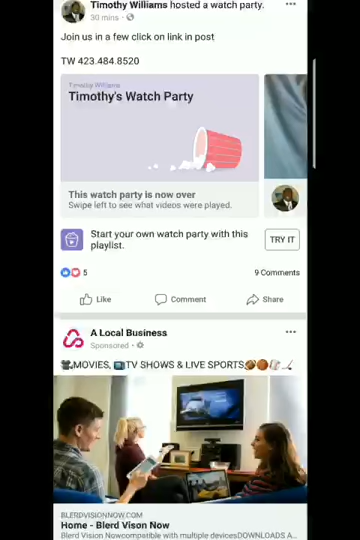 Timothy Williams hosted a watch party.
30 mins
Join us in a few click on link in post
TW 423.484.8520
Timothy Williams
Timothy's Watch Party
This watch party is now over
Swipe left to see what videos were played.
Start your own watch party with this
playlist.
TRY IT
5
9 Comments
Like
Comment
Share
A Local Business
Sponsored
MOVIES, TV SHOWS & L!VE SPORTS
BLERDVISIONNOW.COM
Home - Blerd Vison Now
Blerd Vision Nowcompatible with multiple devicesDOWNLOADS A...